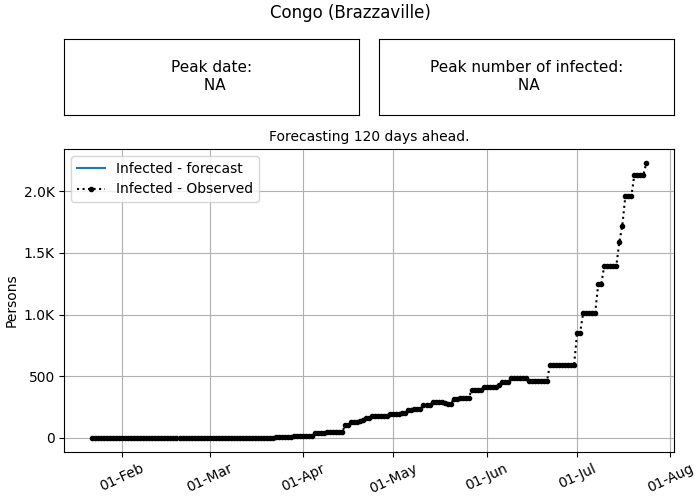 Congo (Brazzaville)
Peak date:
NA
Peak number of infected:
NA
Forecasting 120 days ahead.
Infected - forecast
Infected - Observed
2.0K
1.5K
1.0K
500
0
Persons
01-Feb
01-Mar
01-Apr
01-May
01-Jun
01-Jul
01-Aug